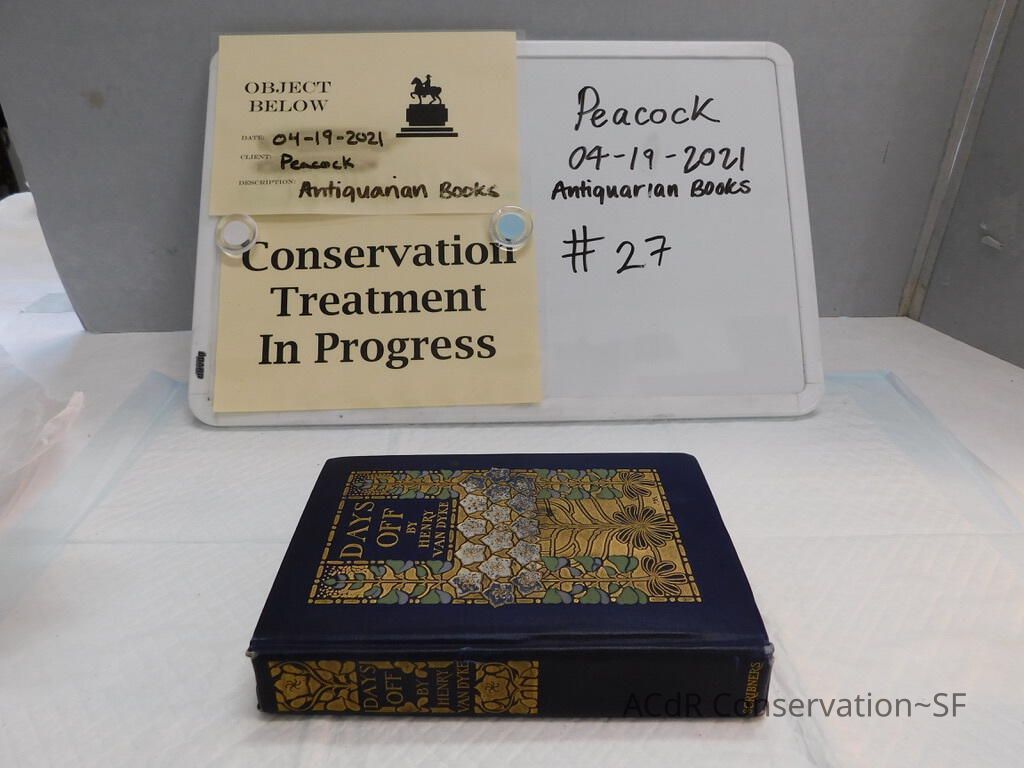 OBJECT
BELOW
DATE: 04-19-2021
CLIENT: Peacock
DESCRIPTION: Antiquarian Books
Conservation
Treatment
In Progress
Peacock
04-19-2021
Antiquarian Books
#27
DAYS
OFF
BY
HENRY
VAN DYKE
DAYS
OFF
BY
HENRY
VAN DYKE
SCRIBNERS
ACdR Conservation~SF